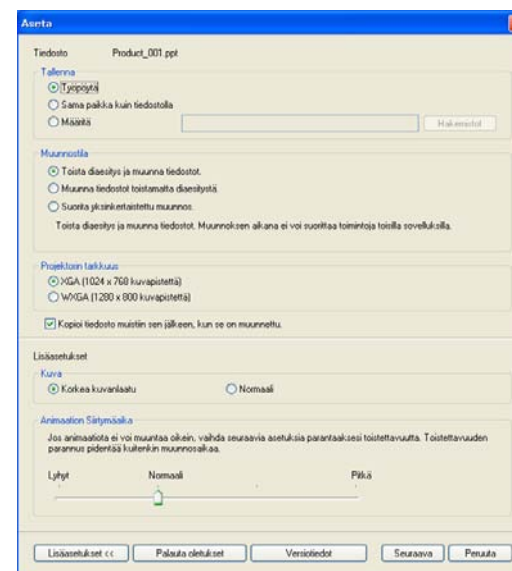 Aseta
Tiedosto Product_001.ppt
Tallenna
Työpöytä
Sama paikka kuin tiedostolla
Määritä Hakemistot
Muunnostila
Toista diaesitys ja muunna tiedostot.
Muunna tiedostot toistamatta diaesitystä.
Suorita yksinkertaistettu muunnos.
Toista diaesitys ja muunna tiedostot. Muunnoksen aikana ei voi suorittaa toimintoja toisilla sovelluksilla.
Projektorin tarkkuus
XGA (1024 x 768 kuvapistettä)
WXGA (1280 x 800 kuvapistettä)
Kopioi tiedosto muistiin sen jälkeen, kun se on muunnettu.
Lisäasetukset
Kuva
Korkea kuvanlaatu Normaali
Animaation Siirtymäaika
Jos animaatiota ei voi muuntaa oikein, vaihda seuraavia asetuksia parantaaksesi toistettavuutta. Toistettavuuden
parannus pidentää kuitenkin muunnosaikaa.
Lyhyt Normaali Pitkä
Lisäasetukset << Palauta oletukset Versiotiedot Seuraava Peruuta